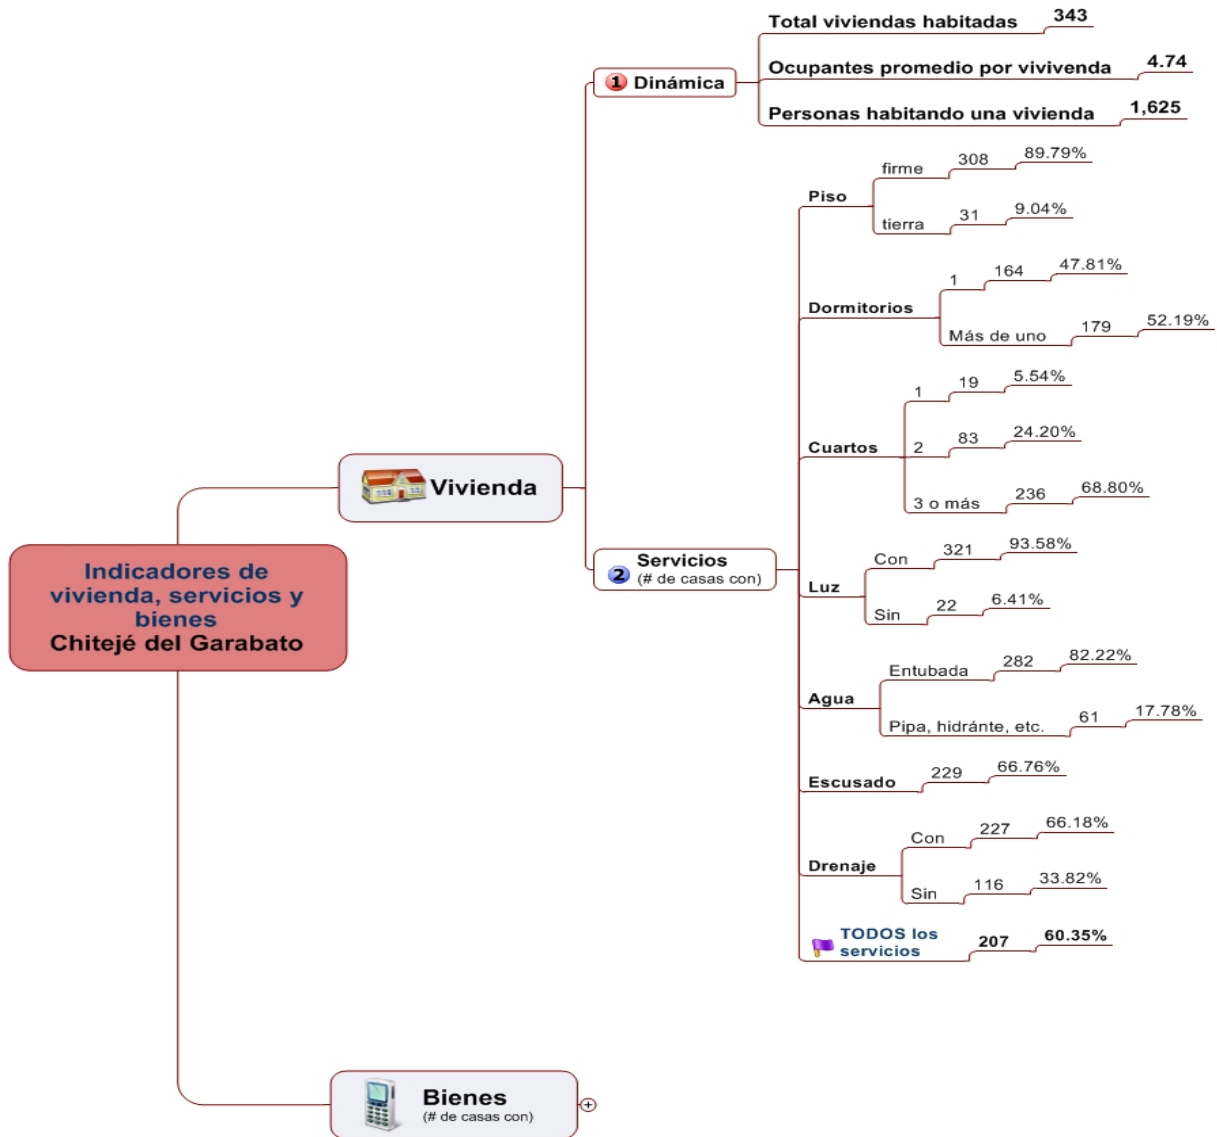 Total viviendas habitadas 343
Ocupantes promedio por vivivenda 4.74
1 Dinámica
Personas habitando una vivienda 1,625
Piso
firme 308 89.79%
tierra 31 9.04%
Dormitorios
1 164 47.81%
Más de uno 179 52.19%
Cuartos
1 19 5.54%
2 83 24.20%
3 o más 236 68.80%
Vivienda
2 Servicios
(# de casas con)
Luz
Con 321 93.58%
Sin 22 6.41%
Indicadores de
vivienda, servicios y
bienes
Chitejé del Garabato
Agua
Entubada 282 82.22%
Pipa, hidránte, etc. 61 17.78%
Escusado 229 66.76%
Drenaje
Con 227 66.18%
Sin 116 33.82%
TODOS los
servicios 207 60.35%
Bienes
(# de casas con)